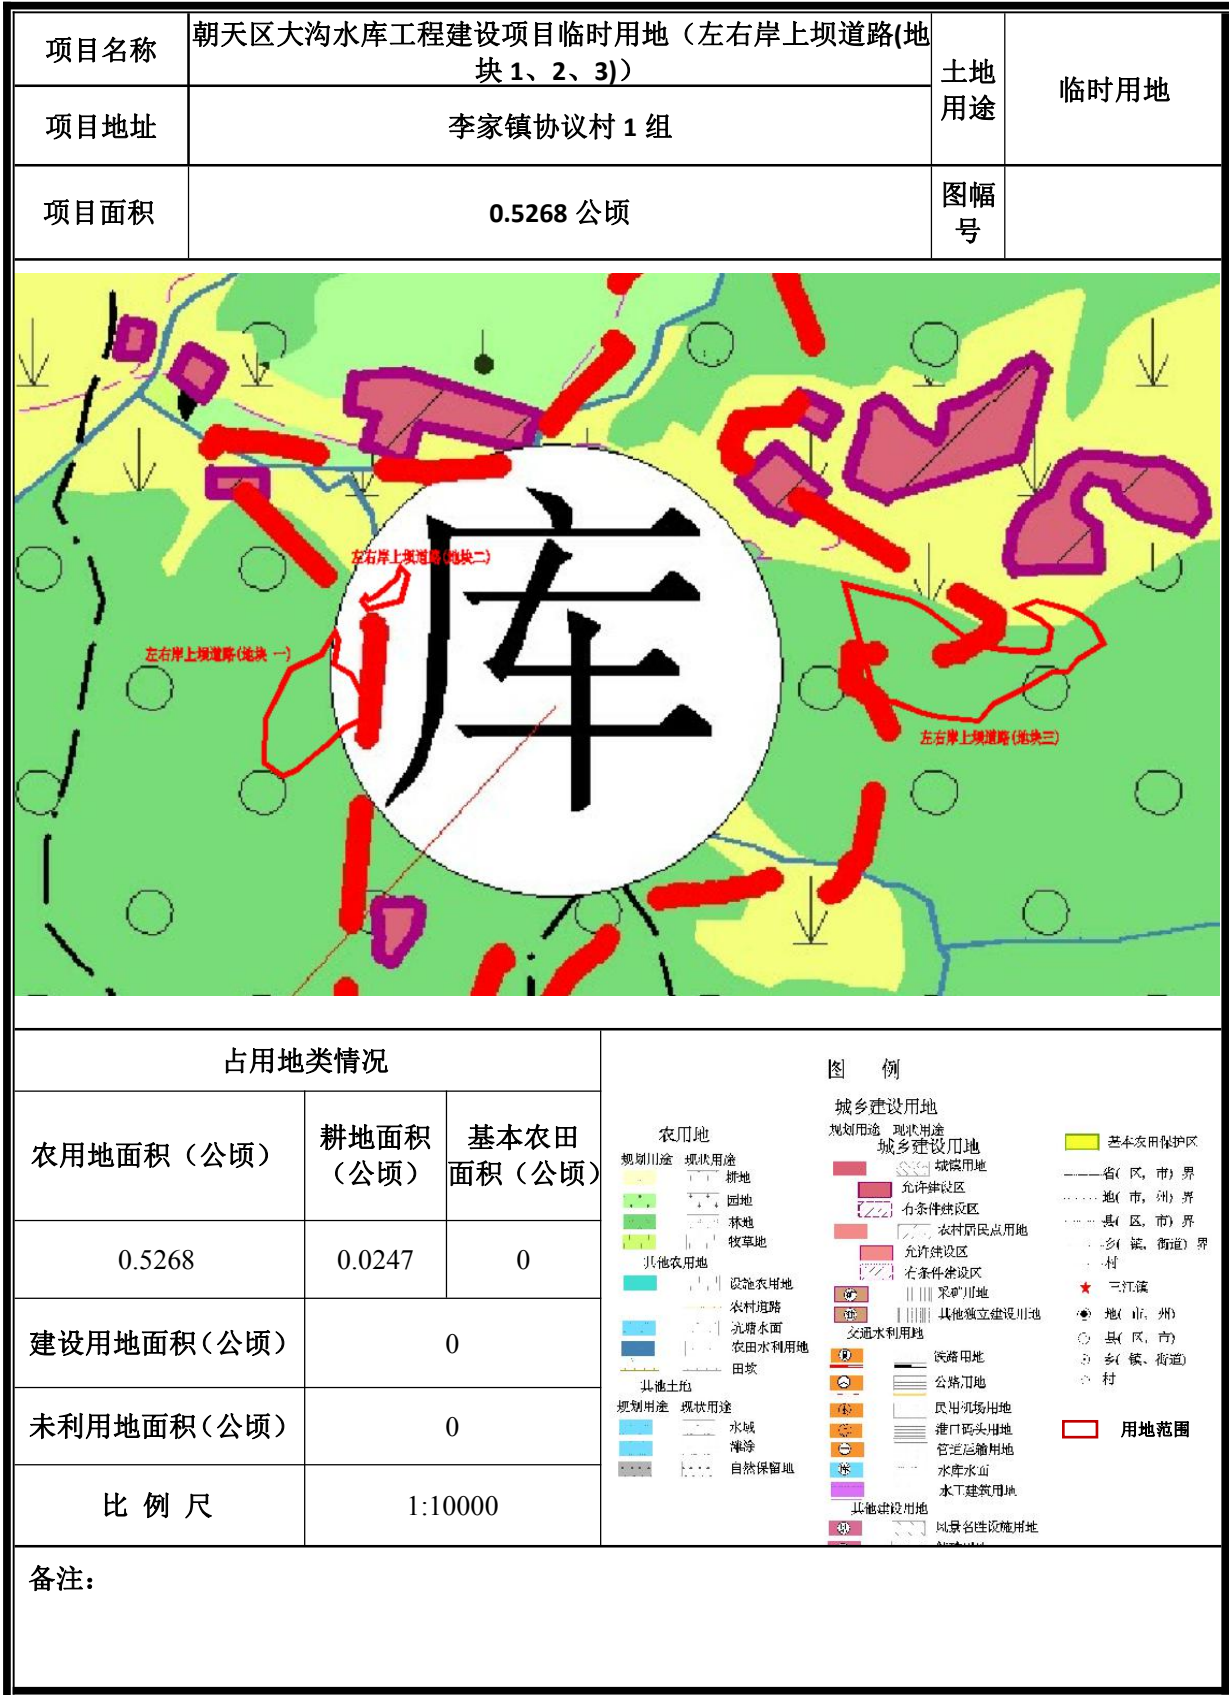 项目名称
朝天区大沟水库工程建设项目临时用地（左右岸上坝道路(地
块 1、2、3)）
土地
用途
临时用地
项目地址
李家镇协议村 1 组
项目面积
0.5268 公顷
图幅
号
左右岸上坝道路(地块二)
左右岸上坝道路(地块 一)
左右岸上坝道路(地块三)
库
占用地类情况
农用地面积（公顷）
耕地面积
（公顷）
基本农田
面积（公顷）
0.5268
0.0247
0
建设用地面积（公顷）
0
未利用地面积（公顷）
0
比 例 尺
1:10000
图 例
农用地
规划用途 现状用途
耕地
园地
林地
牧草地
其他农用地
设施农用地
农村道路
坑塘水面
农田水利用地
田坎
其他土地
规划用途 现状用途
水域
滩涂
自然保留地
城乡建设用地
规划用途 现状用途
城乡建设用地
城镇用地
允许建设区
有条件建设区
农村居民点用地
允许建设区
有条件建设区
采矿用地
其他独立建设用地
交通水利用地
铁路用地
公路用地
民用机场用地
港口码头用地
管道运输用地
水库水面
水工建筑用地
其他建设用地
风景名胜设施用地
基本农田保护区
省( 区，市) 界
地( 市，州) 界
县( 区，市) 界
乡( 镇，街道) 界
村
三江镇
地( 市、州)
县( 区，市)
乡( 镇、街道)
村
用地范围
备注：